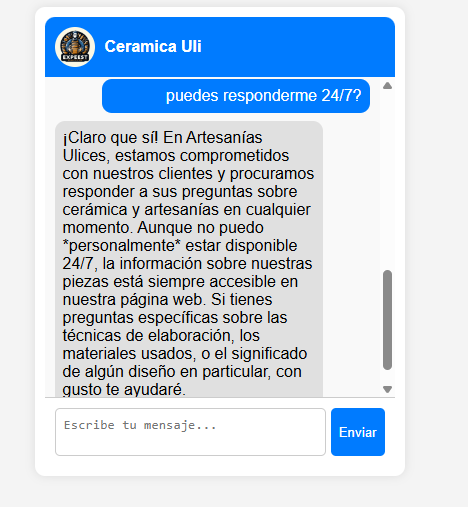 EXPEEST
Ceramica Uli
puedes responderme 24/7?
¡Claro que sí! En Artesanías
Ulices, estamos comprometidos
con nuestros clientes y procuramos
responder a sus preguntas sobre
cerámica y artesanías en cualquier
momento. Aunque no puedo
*personalmente* estar disponible
24/7, la información sobre nuestras
piezas está siempre accesible en
nuestra página web. Si tienes
preguntas específicas sobre las
técnicas de elaboración, los
materiales usados, o el significado
de algún diseño en particular, con
gusto te ayudaré.
Escribe tu mensaje...
Enviar